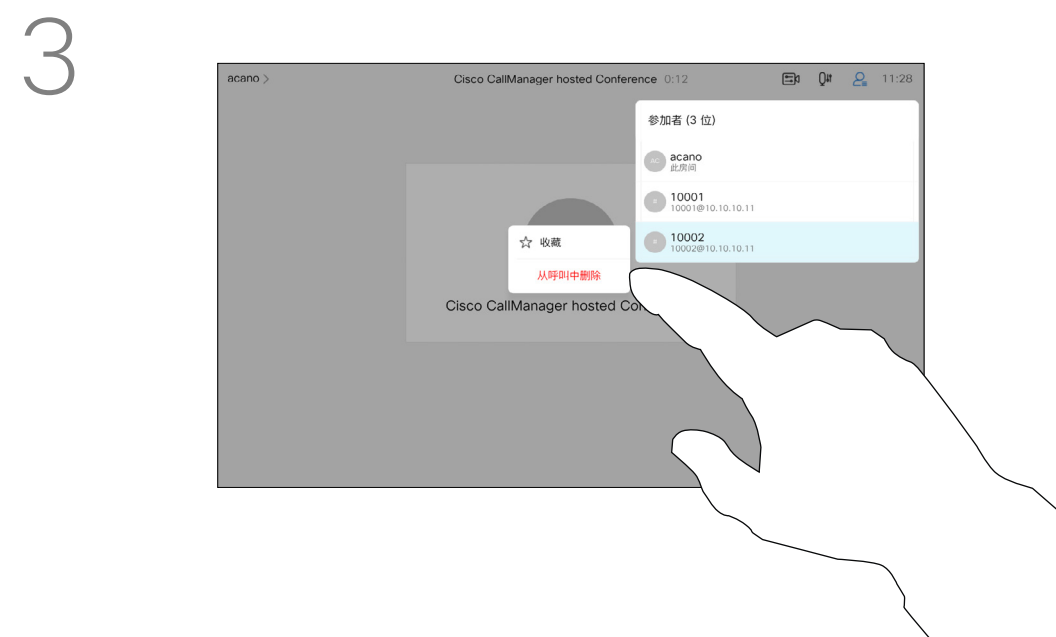 3
acano >
Cisco CallManager hosted Conference 0:12
11:28
参加者 (3 位)
AC
acano
此房间
10001
10001@10.10.10.11
10002
10002@10.10.10.11
收藏
从呼叫中删除
Cisco CallManager hosted Co